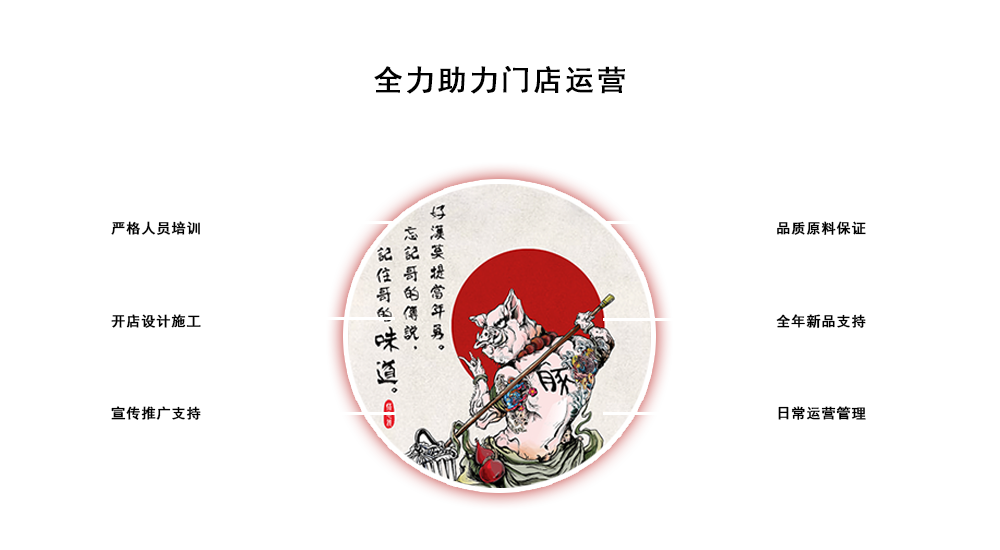 全力助力门店运营
严格人员培训
开店设计施工
宣传推广支持
好漢莫提當年勇。
忘記哥的傳說，
記住哥的味道。
豚
品质原料保证
全年新品支持
日常运营管理